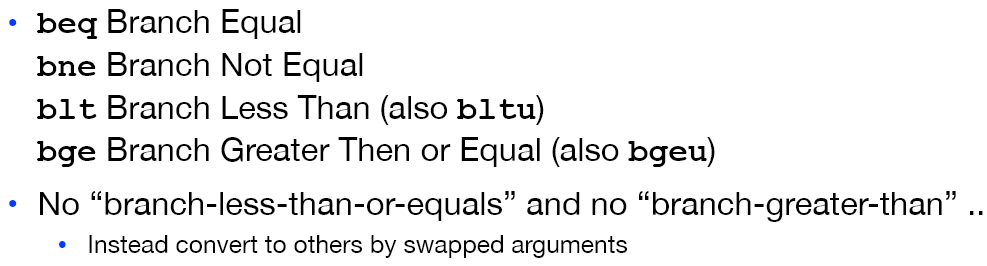 • beq Branch Equal
bne Branch Not Equal
blt Branch Less Than (also bltu)
bge Branch Greater Then or Equal (also bgeu)
• No “branch-less-than-or-equals” and no “branch-greater-than” ..
• Instead convert to others by swapped arguments